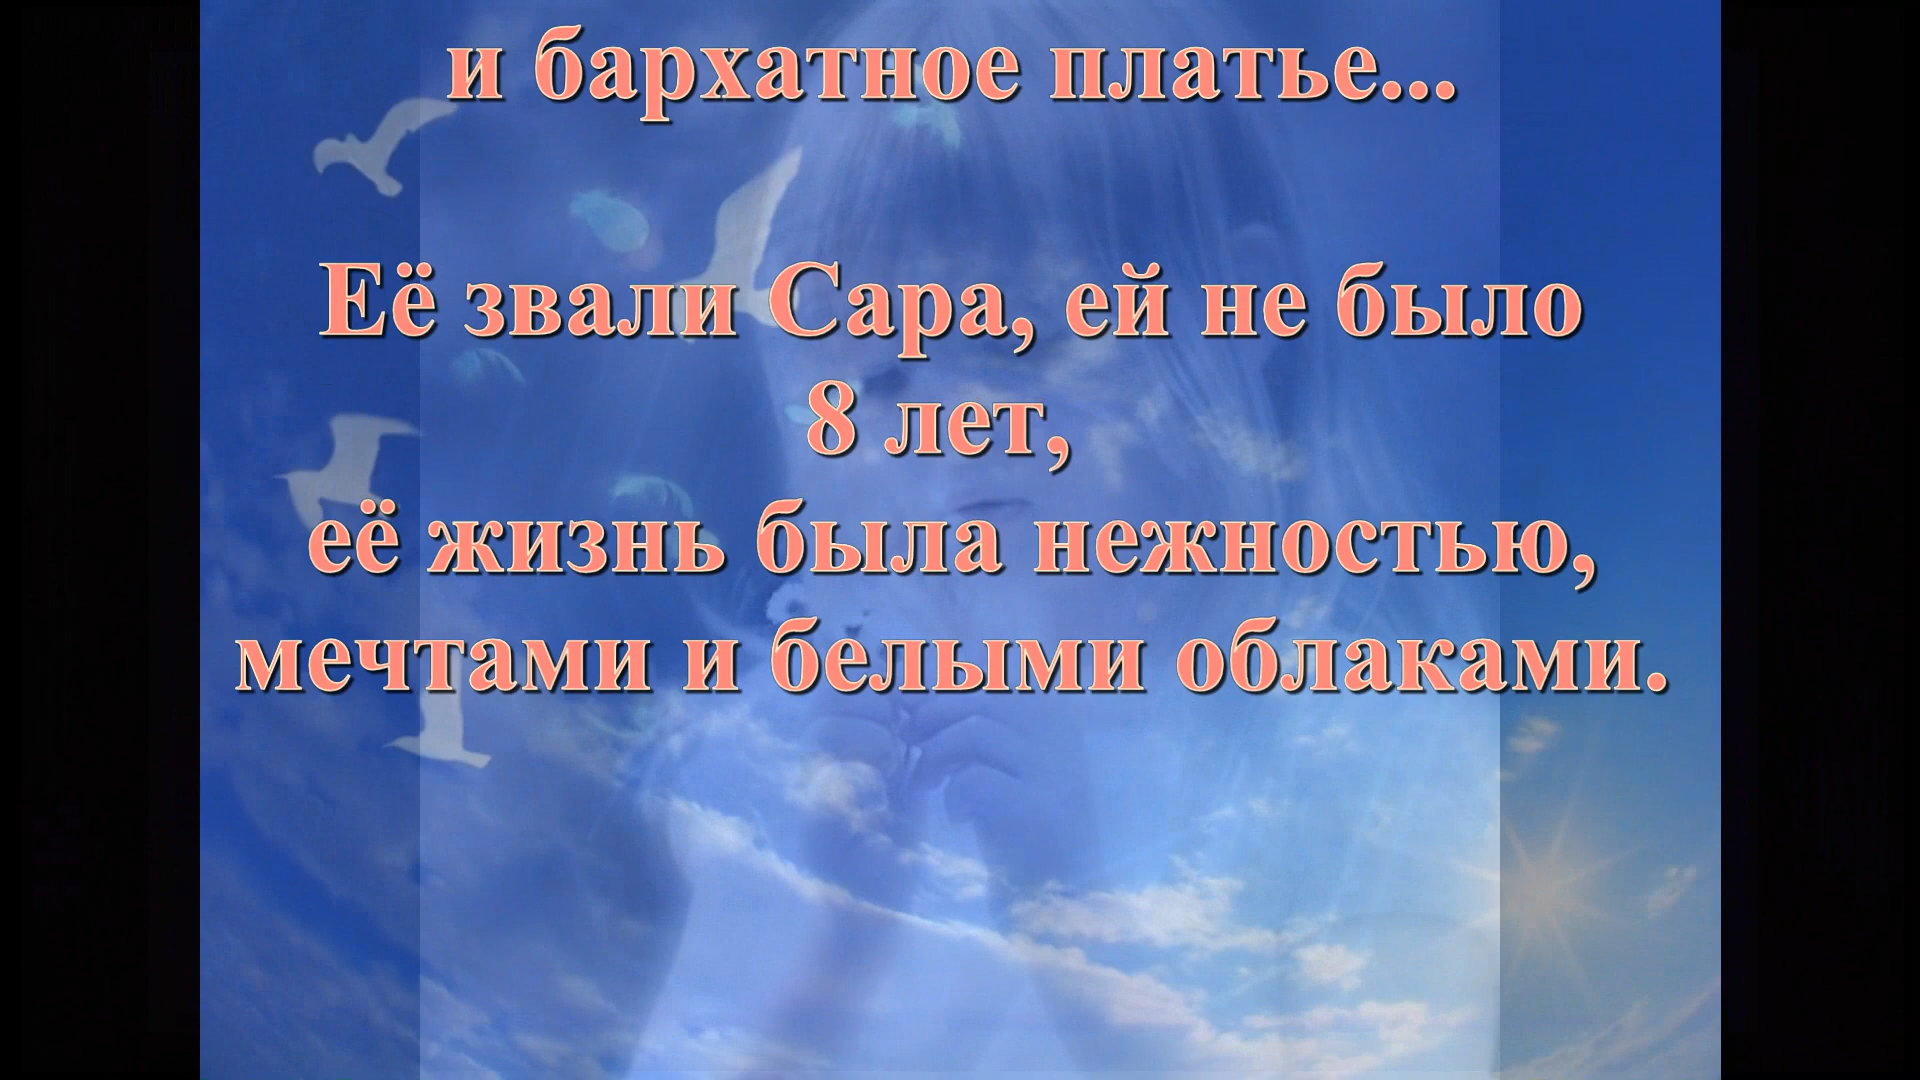 и бархатное платье...
Её звали Сара, ей не было
8 лет,
её жизнь была нежностью,
мечтами и белыми облаками.